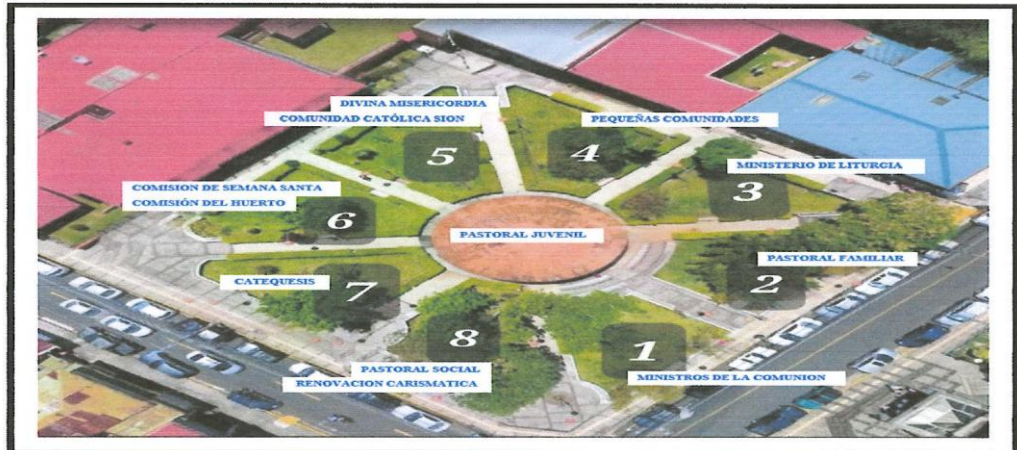 DIVINA MISERICORDIA
COMUNIDAD CATÓLICA SION
5
PEQUEÑAS COMUNIDADES
4
MINISTERIO DE LITURGIA
3
COMISION DE SEMANA SANTA
COMISIÓN DEL HUERTO
6
PASTORAL JUVENIL
PASTORAL FAMILIAR
2
CATEQUESIS
7
8
PASTORAL SOCIAL
RENOVACION CARISMATICA
1
MINISTROS DE LA COMUNION